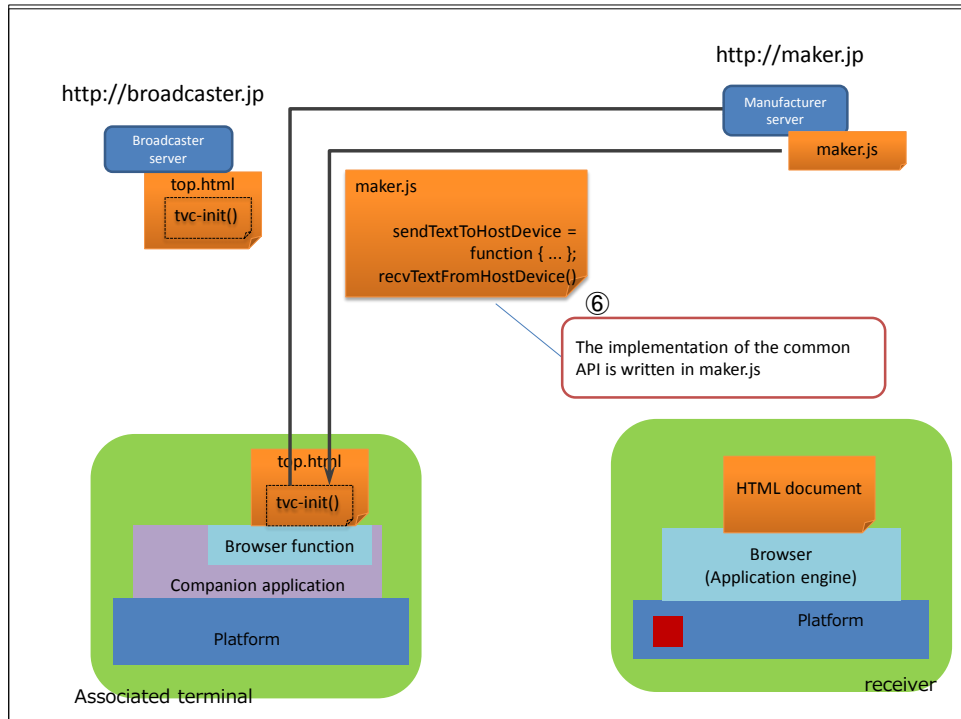 http://maker.jp
http://broadcaster.jp
Manufacturer
server
maker.js
Broadcaster
server
top.html
tvc-init()
maker.js
sendTextToHostDevice =
function { ... };
recvTextFromHostDevice()
⑥
The implementation of the common
API is written in maker.js
top.html
tvc-init()
Browser function
Companion application
Platform
Associated terminal
HTML document
Browser
(Application engine)
Platform
receiver